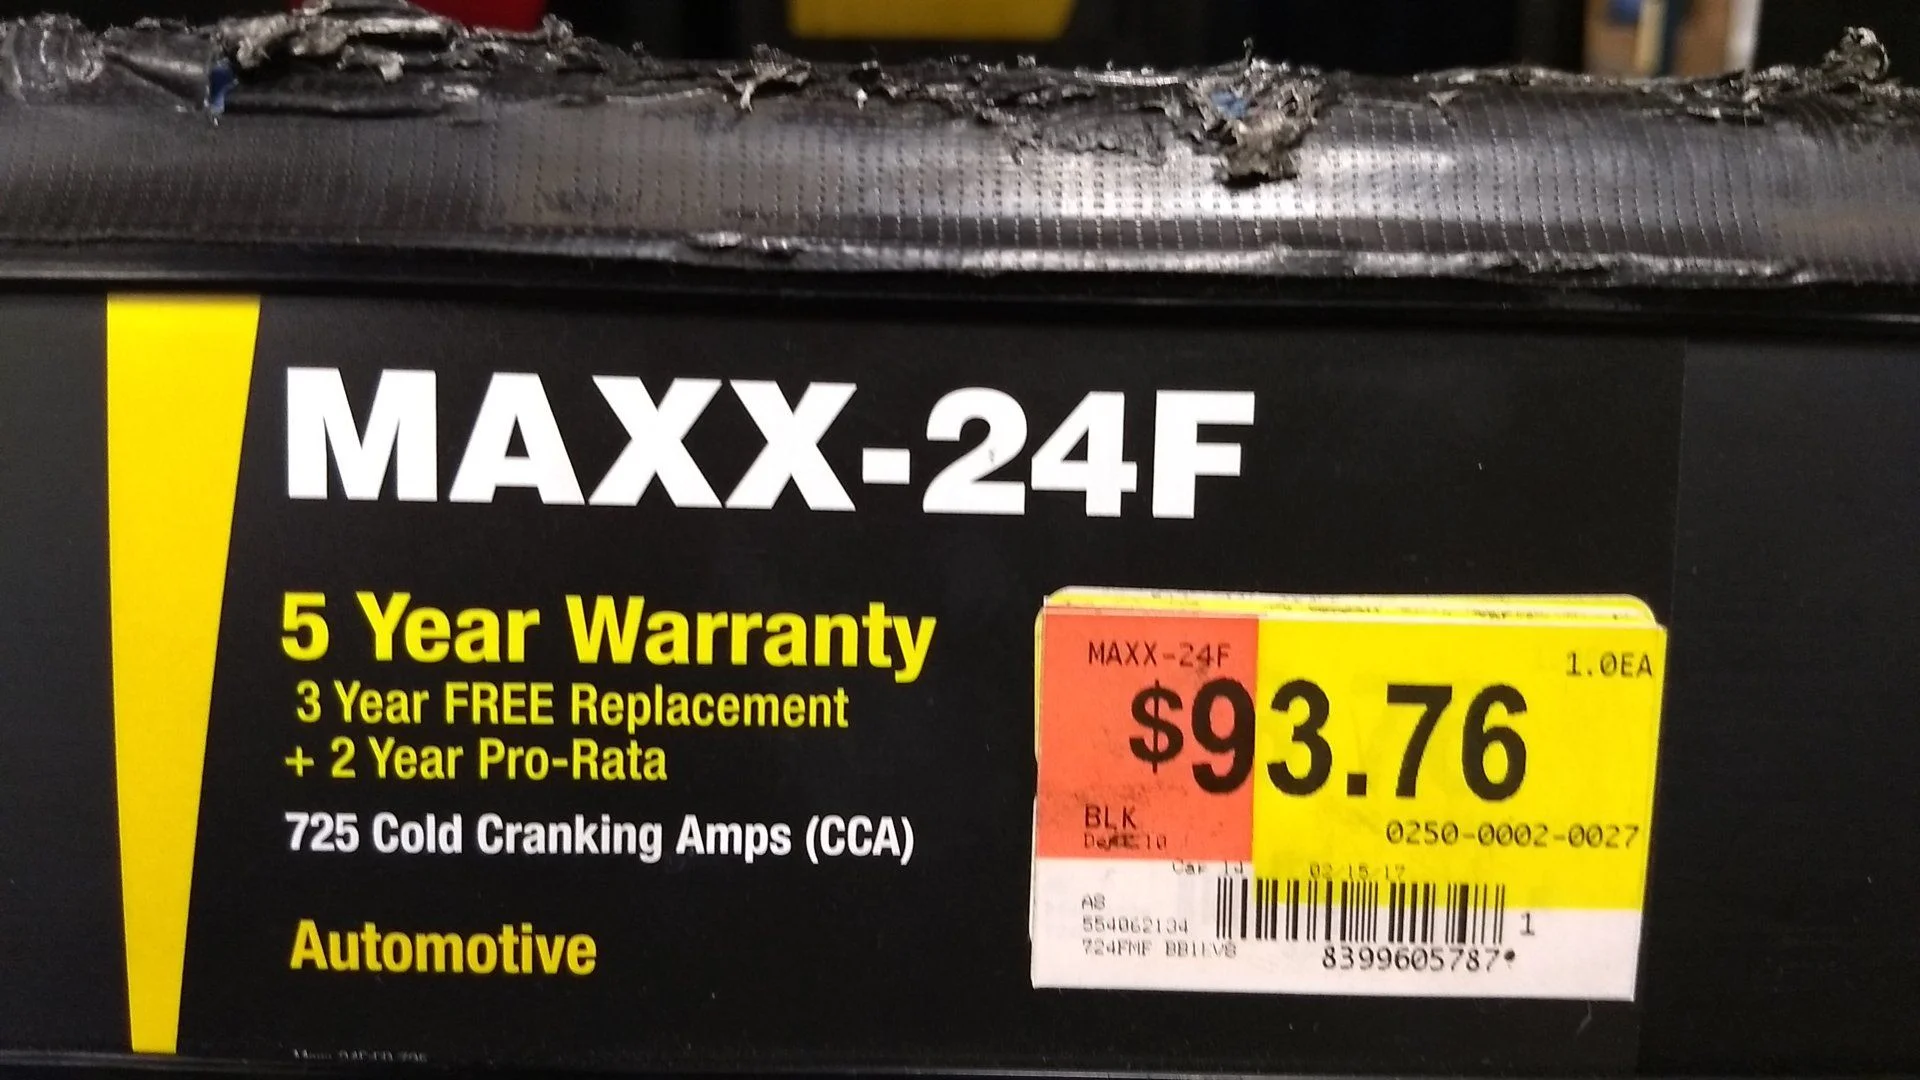 MAXX-24F
5 Year Warranty
3 Year FREE Replacement
+ 2 Year Pro-Rata
725 Cold Cranking Amps (CCA)
Automotive
MAXX-24F
1.0EA
$93.76
BLK
0250-0002-0027
02/15/17
A8
554062134
1
8399605787